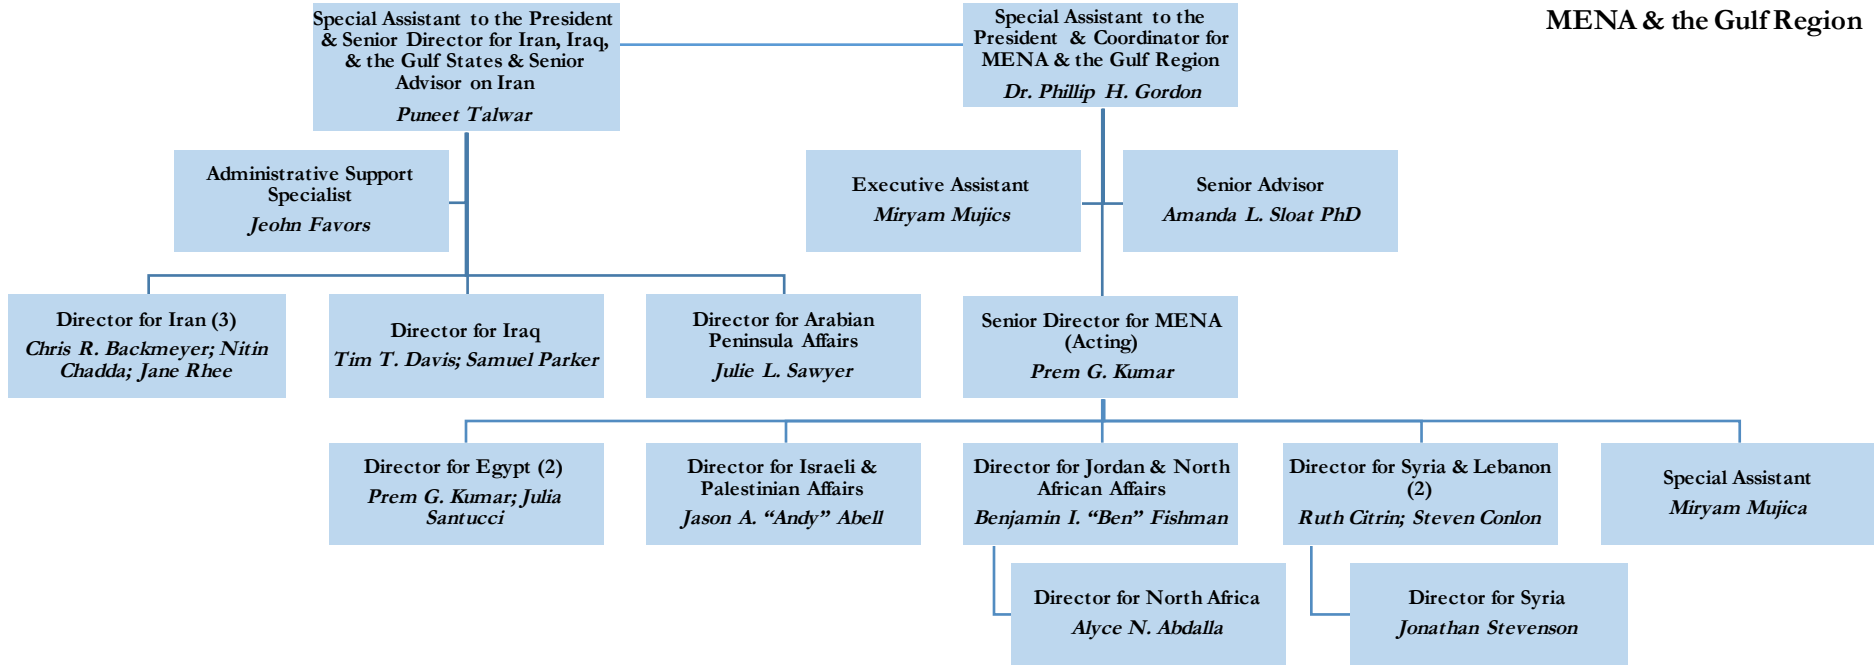 MENA & the Gulf Region
Special Assistant to the President
& Senior Director for Iran, Iraq,
& the Gulf States & Senior
Advisor on Iran
Puneet Talwar
Special Assistant to the
President & Coordinator for
MENA & the Gulf Region
Dr. Phillip H. Gordon
Administrative Support
Specialist
Jeohn Favors
Executive Assistant
Miryam Mujics
Senior Advisor
Amanda L. Sloat PhD
Director for Iran (3)
Chris R. Backmeyer; Nitin
Chadda; Jane Rhee
Director for Iraq
Tim T. Davis; Samuel Parker
Director for Arabian
Peninsula Affairs
Julie L. Sawyer
Senior Director for MENA
(Acting)
Prem G. Kumar
Director for Egypt (2)
Prem G. Kumar; Julia
Santucci
Director for Israeli &
Palestinian Affairs
Jason A. “Andy” Abell
Director for Jordan & North
African Affairs
Benjamin I. “Ben” Fishman
Director for Syria & Lebanon
(2)
Ruth Citrin; Steven Conlon
Special Assistant
Miryam Mujica
Director for North Africa
Alyce N. Abdalla
Director for Syria
Jonathan Stevenson